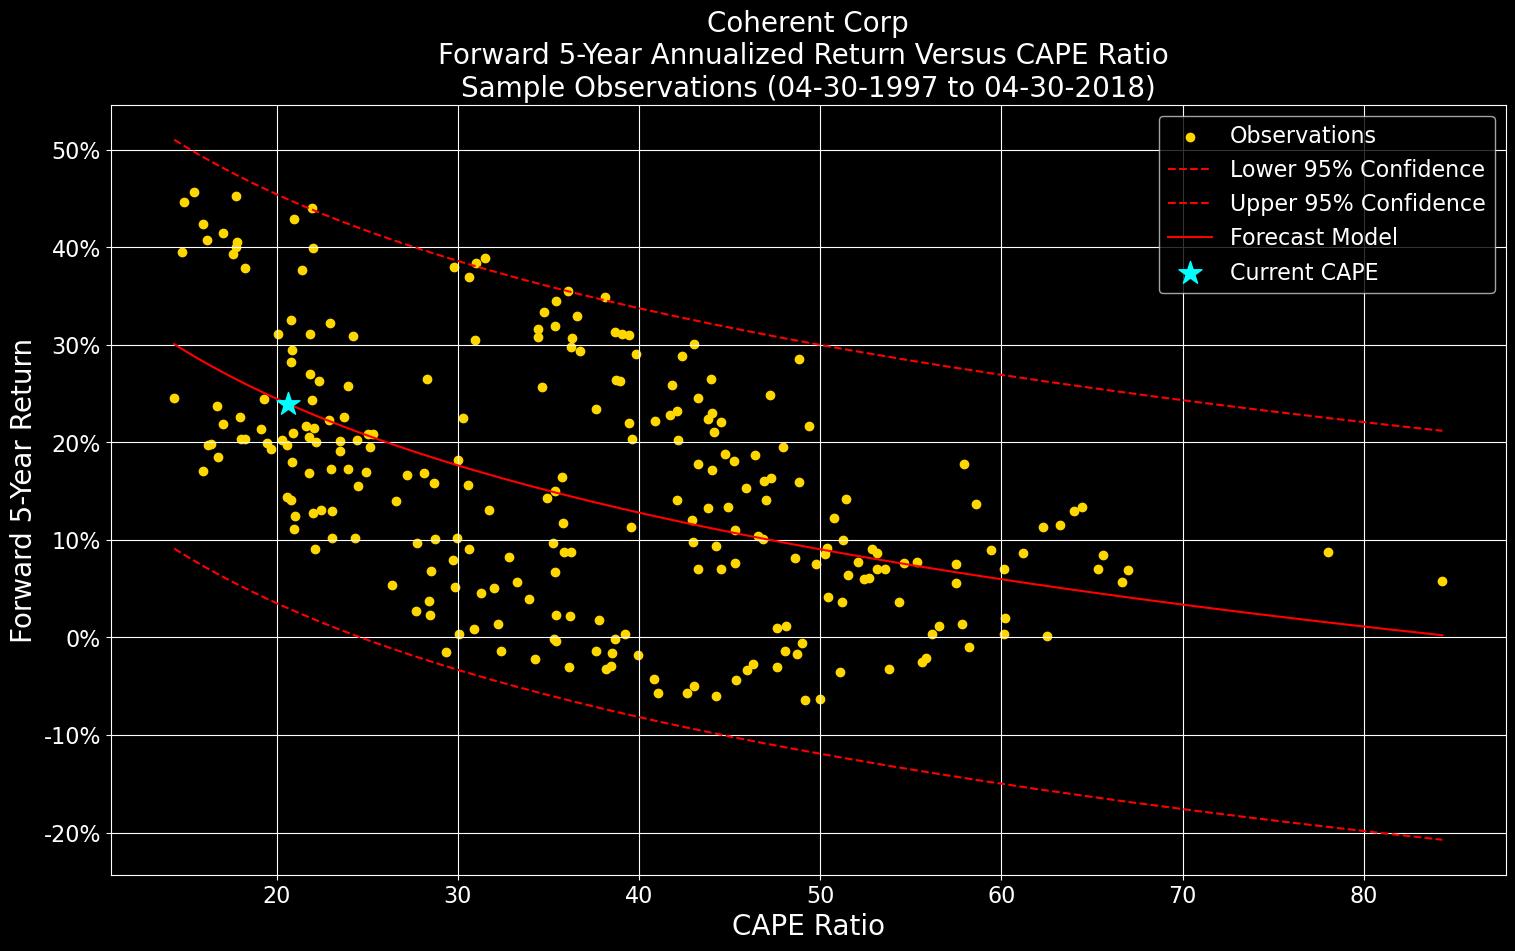 Coherent Corp
Forward 5-Year Annualized Return Versus CAPE Ratio
Sample Observations (04-30-1997 to 04-30-2018)
Observations
Lower 95% Confidence
Upper 95% Confidence
Forecast Model
Current CAPE
Forward 5-Year Return
50%
40%
30%
20%
10%
0%
-10%
-20%
20 30 40 50 60 70 80
CAPE Ratio